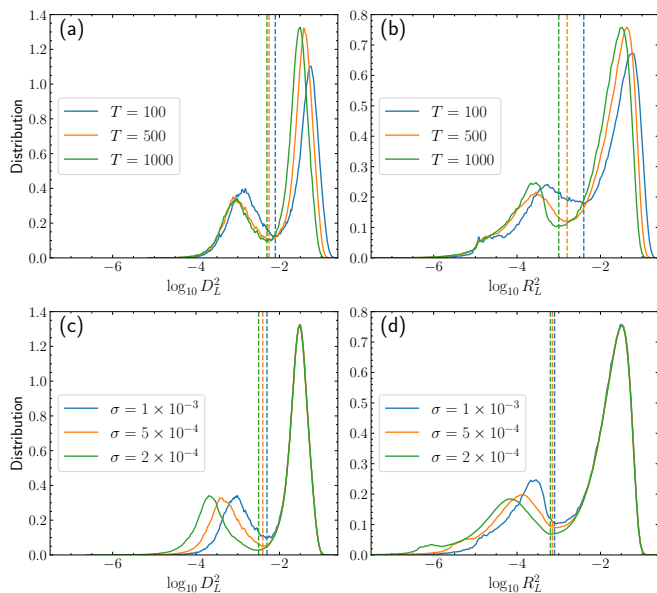 (a)
1.4
1.2
1.0
0.8
0.6
0.4
0.2
0.0
Distribution
T = 100
T = 500
T = 1000
−6 −4 −2
log₁₀ D_L²
(b)
0.8
0.7
0.6
0.5
0.4
0.3
0.2
0.1
0.0
T = 100
T = 500
T = 1000
−6 −4 −2
log₁₀ R_L²
(c)
1.4
1.2
1.0
0.8
0.6
0.4
0.2
0.0
Distribution
σ = 1 × 10⁻³
σ = 5 × 10⁻⁴
σ = 2 × 10⁻⁴
−6 −4 −2
log₁₀ D_L²
(d)
0.8
0.7
0.6
0.5
0.4
0.3
0.2
0.1
0.0
σ = 1 × 10⁻³
σ = 5 × 10⁻⁴
σ = 2 × 10⁻⁴
−6 −4 −2
log₁₀ R_L²